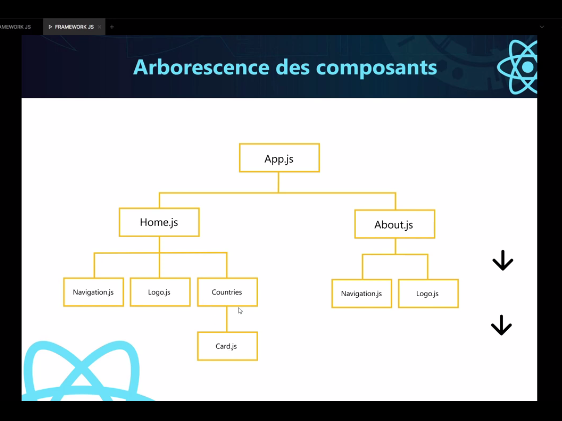 AMEWORK JS
FRAMEWORK JS
Arborescence des composants
App.js
Home.js
About.js
Navigation.js
Logo.js
Countries
Navigation.js
Logo.js
Card.js